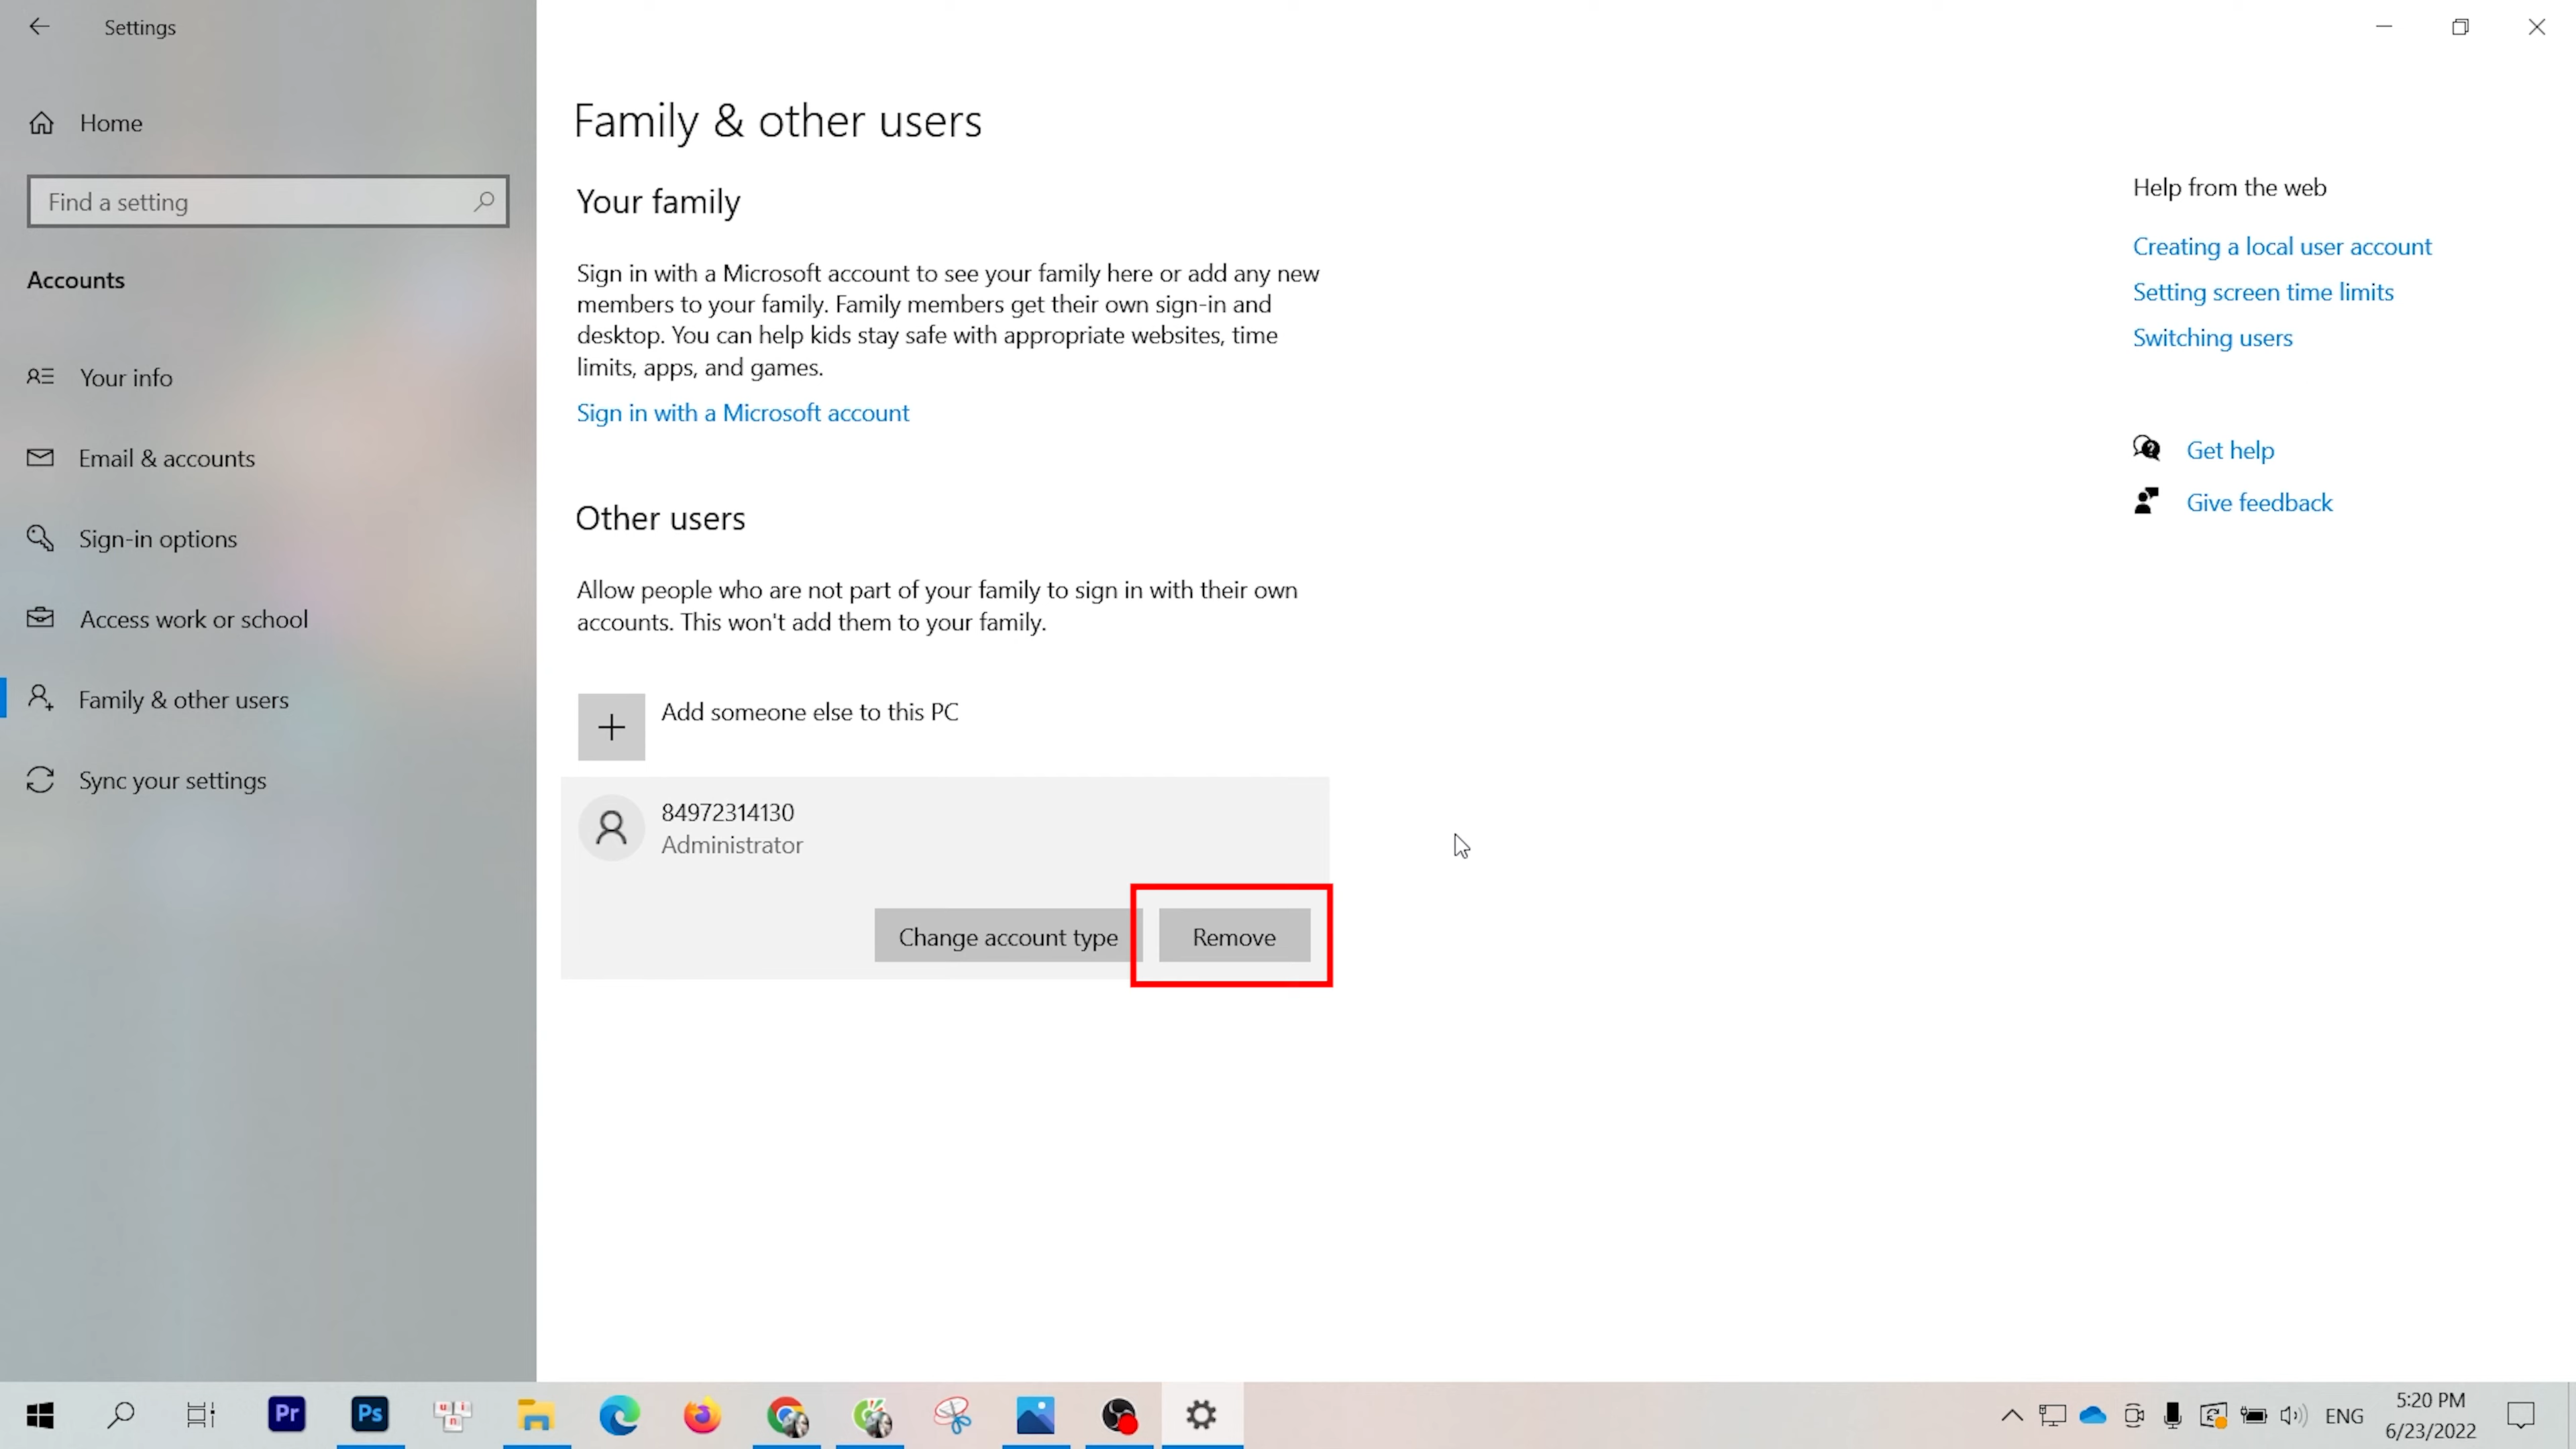 Settings
Home
Find a setting
Accounts
Your info
Email & accounts
Sign-in options
Access work or school
Family & other users
Sync your settings
Family & other users
Your family
Sign in with a Microsoft account to see your family here or add any new
members to your family. Family members get their own sign-in and
desktop. You can help kids stay safe with appropriate websites, time
limits, apps, and games.
Sign in with a Microsoft account
Other users
Allow people who are not part of your family to sign in with their own
accounts. This won't add them to your family.
Add someone else to this PC
84972314130
Administrator
Change account type
Remove
Help from the web
Creating a local user account
Setting screen time limits
Switching users
Get help
Give feedback
Pr
Ps
u i
n
ENG
5:20 PM
6/23/2022